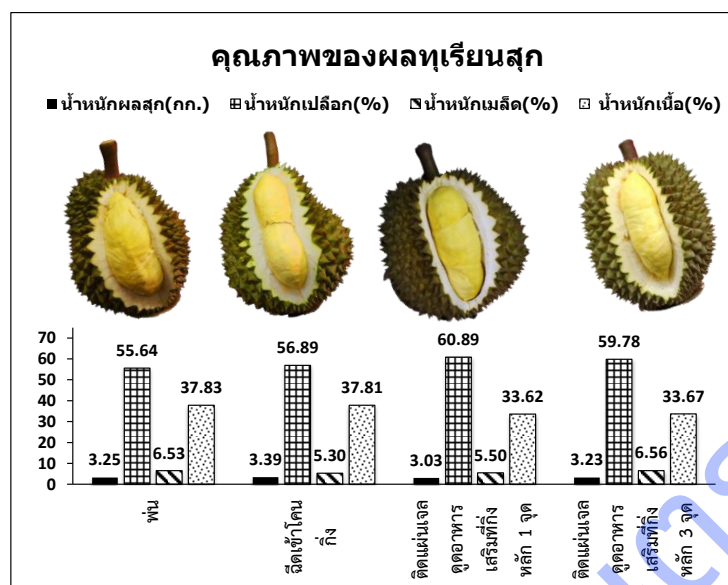 คุณภาพของผลทุเรียนสุก
น้ำหนักผลสุก(กก.) น้ำหนักเปลือก(%) น้ำหนักเมล็ด(%) น้ำหนักเนื้อ(%)
70
60
50
40
30
20
10
0
3.25 55.64 6.53 37.83
3.39 56.89 5.30 37.81
3.03 60.89 5.50 33.62
3.23 59.78 6.56 33.67
พ่น
ฉีดเข้าโคน
กิ่ง
ติดแผ่นเจล
ดูดอาหาร
เสริมที่กิ่ง
หลัก 1 จุด
ติดแผ่นเจล
ดูดอาหาร
เสริมที่กิ่ง
หลัก 3 จุด